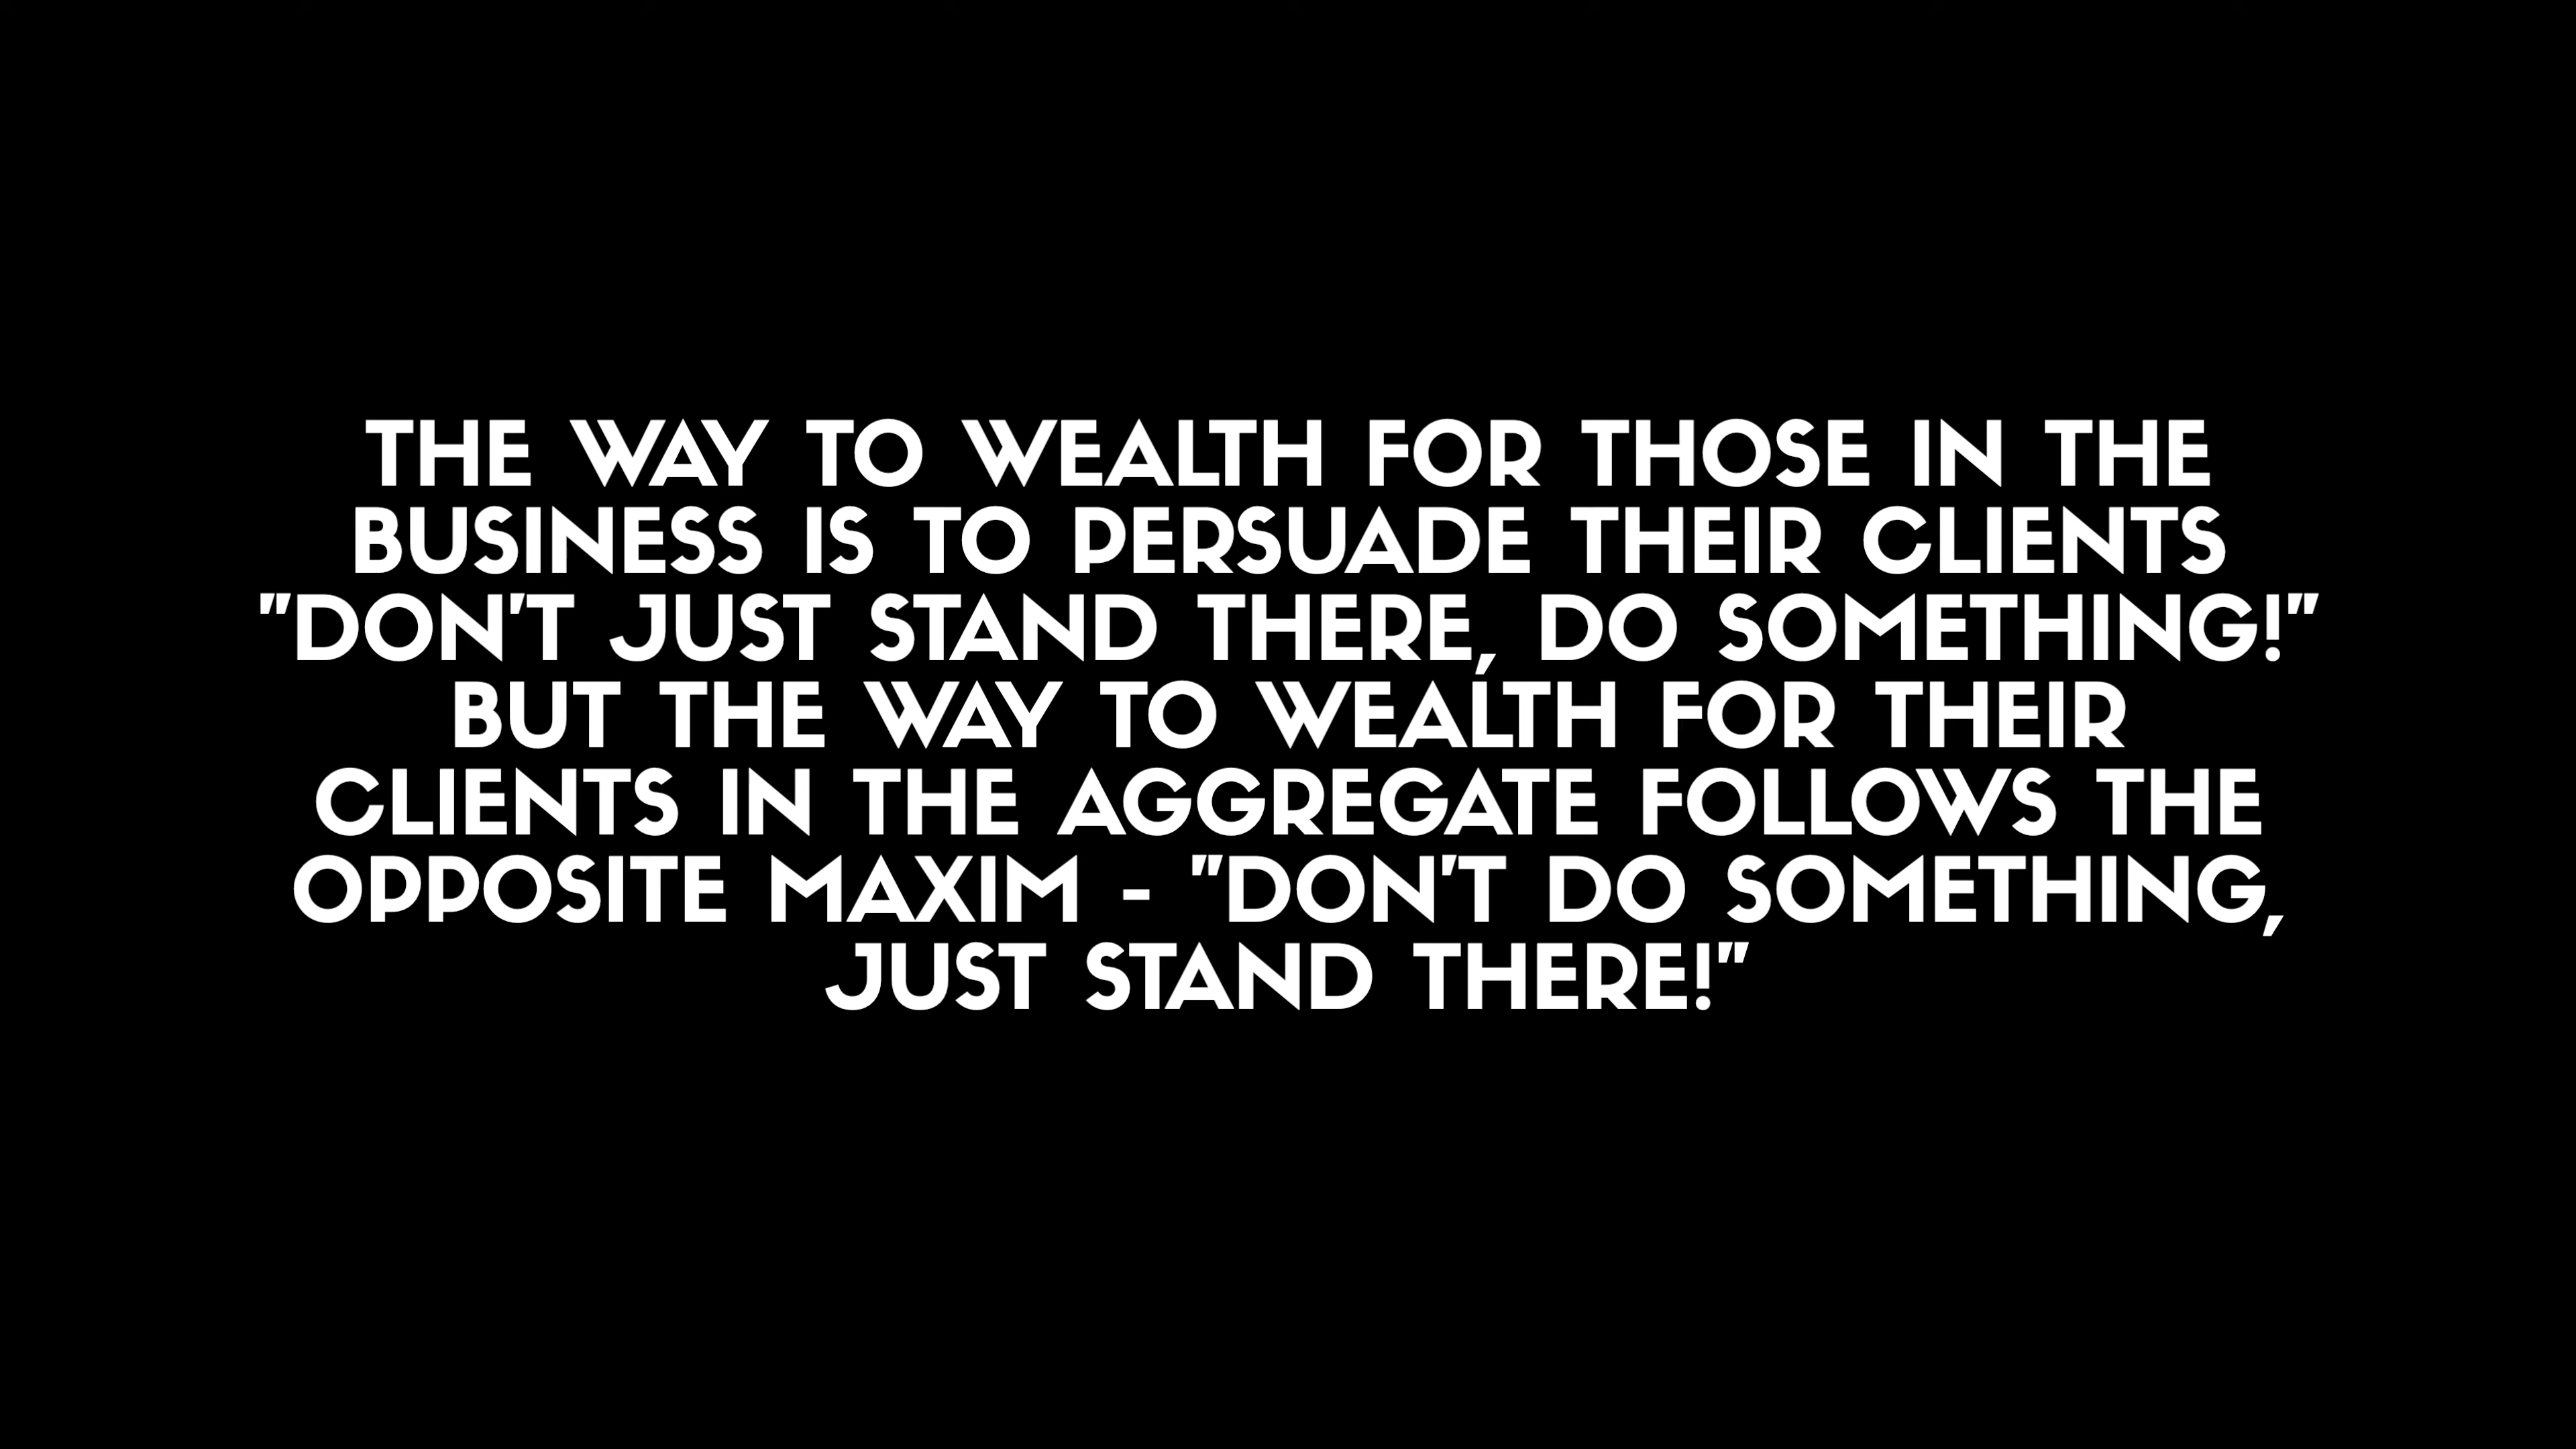 THE WAY TO WEALTH FOR THOSE IN THE
BUSINESS IS TO PERSUADE THEIR CLIENTS
"DON'T JUST STAND THERE, DO SOMETHING!"
BUT THE WAY TO WEALTH FOR THEIR
CLIENTS IN THE AGGREGATE FOLLOWS THE
OPPOSITE MAXIM - "DON'T DO SOMETHING,
JUST STAND THERE!"